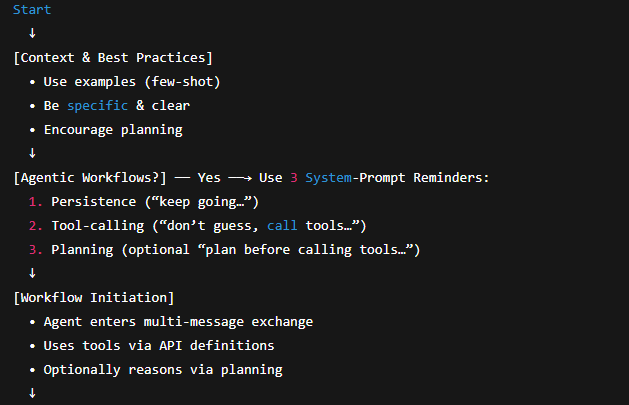 Start
↓
[Context & Best Practices]
• Use examples (few-shot)
• Be specific & clear
• Encourage planning
↓
[Agentic Workflows?] ── Yes ──→ Use 3 System-Prompt Reminders:
1. Persistence (“keep going…”)
2. Tool-calling (“don’t guess, call tools…”)
3. Planning (optional “plan before calling tools…”)
↓
[Workflow Initiation]
• Agent enters multi-message exchange
• Uses tools via API definitions
• Optionally reasons via planning
↓